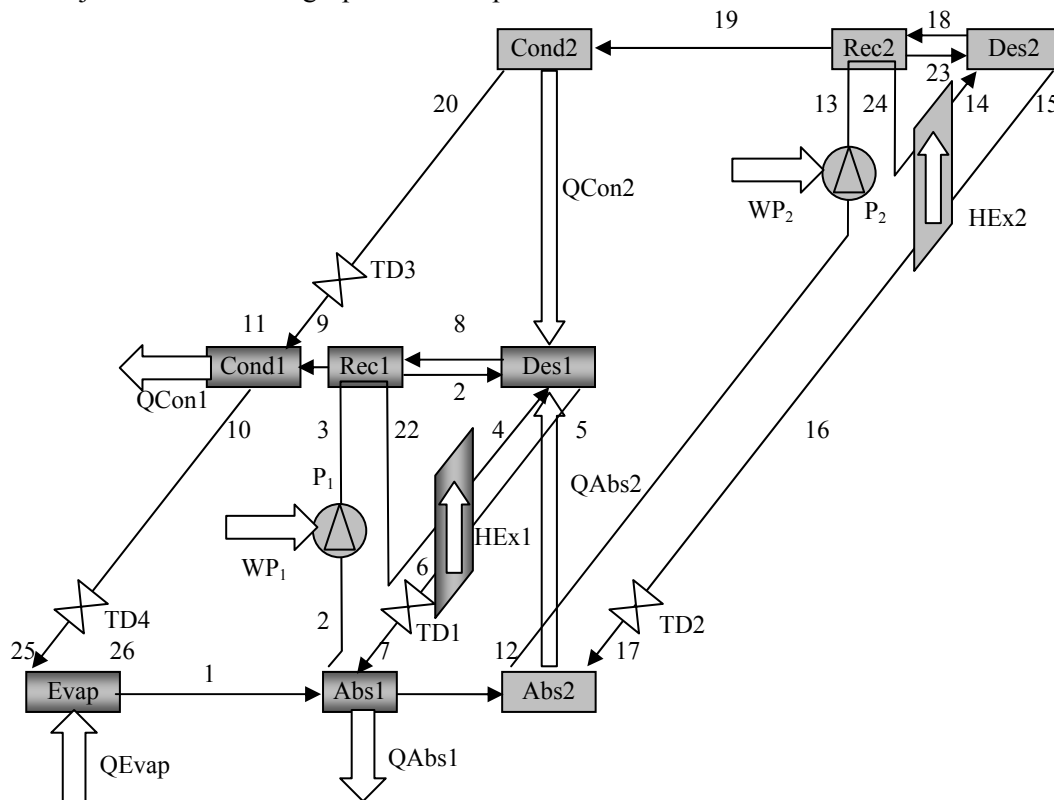 19
18
Cond2
Rec2
Des2
23
20
13
24
14
15
QCon2
WP2
P2
HEx2
TD3
11
9
8
Cond1
Rec1
Des1
QCon1
2
10
3
22
4
5
16
P1
QAbs2
WP1
HEx1
6
TD4
2
TD1
TD2
25
26
7
12
17
1
Evap
Abs1
Abs2
QEvap
QAbs1